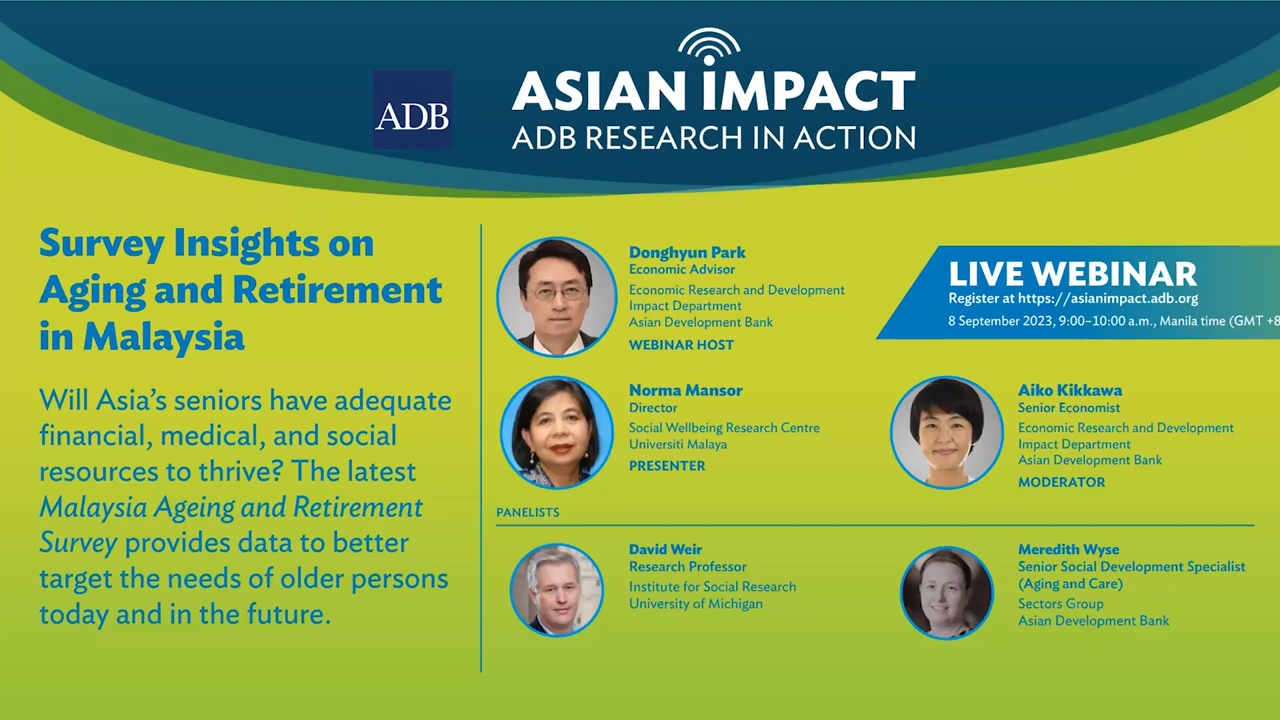 ADB
ASIAN IMPACT
ADB RESEARCH IN ACTION
Survey Insights on
Aging and Retirement
in Malaysia
Will Asia's seniors have adequate
financial, medical, and social
resources to thrive? The latest
Malaysia Ageing and Retirement
Survey provides data to better
target the needs of older persons
today and in the future.
Donghyun Park
Economic Advisor
Economic Research and Development
Impact Department
Asian Development Bank
WEBINAR HOST
LIVE WEBINAR
Register at https://asianimpact.adb.org
8 September 2023, 9:00–10:00 a.m., Manila time (GMT +8
Norma Mansor
Director
Social Wellbeing Research Centre
Universiti Malaya
PRESENTER
Aiko Kikkawa
Senior Economist
Economic Research and Development
Impact Department
Asian Development Bank
MODERATOR
PANELISTS
David Weir
Research Professor
Institute for Social Research
University of Michigan
Meredith Wyse
Senior Social Development Specialist
(Aging and Care)
Sectors Group
Asian Development Bank